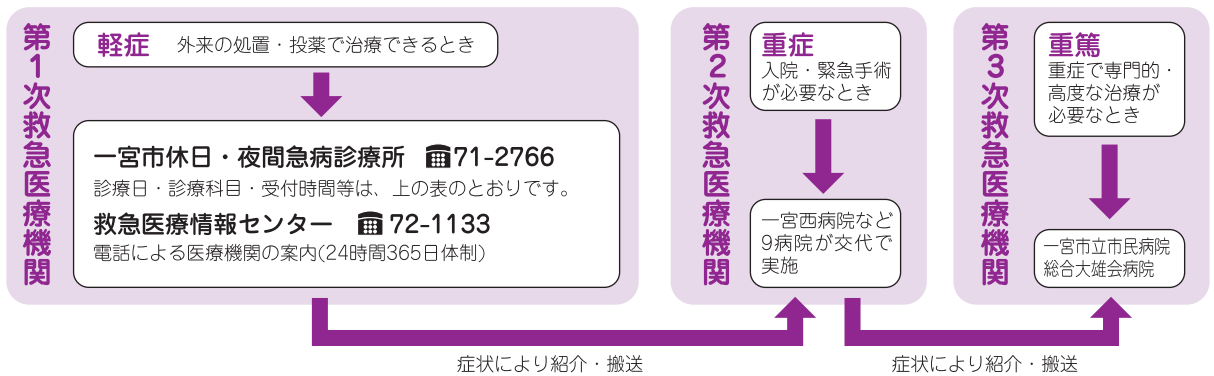 第1次救急医療機関
軽症 外来の処置・投薬で治療できるとき
一宮市休日・夜間急病診療所 ☎71-2766
診療日・診療科目・受付時間等は、上の表のとおりです。
救急医療情報センター ☎72-1133
電話による医療機関の案内(24時間365日体制)
症状により紹介・搬送
第2次救急医療機関
重症
入院・緊急手術
が必要なとき
一宮西病院など
9病院が交代で
実施
症状により紹介・搬送
第3次救急医療機関
重篤
重症で専門的・
高度な治療が
必要なとき
一宮市立市民病院
総合大雄会病院